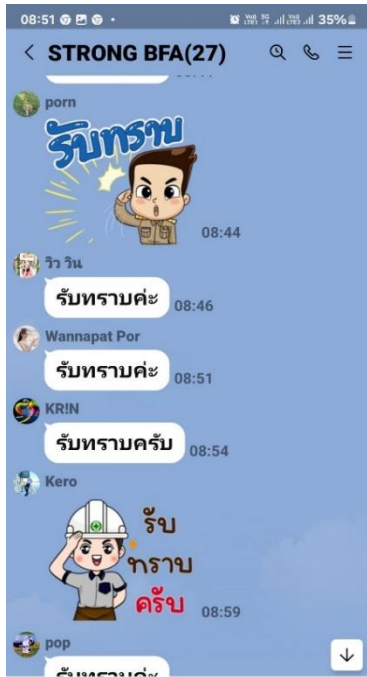 08:51
35%
STRONG BFA(27)
porn
รับทราบ
08:44
วิว วิน
รับทราบค่ะ
08:46
Wannapat Por
รับทราบค่ะ
08:51
KR!N
รับทราบครับ
08:54
Kero
รับ
ทราบ
ครับ
08:59
pop